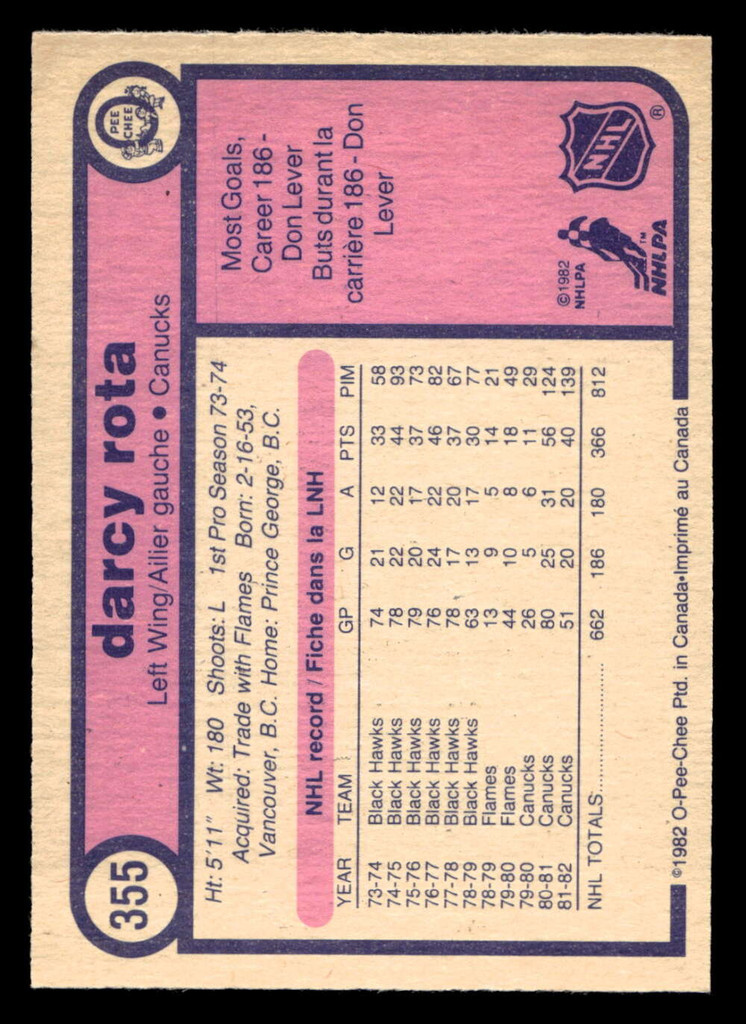 355
darcy rota
Left Wing/Ailier gauche • Canucks
O PEE CHEE
Ht: 5'11" Wt: 180 Shoots: L 1st Pro Season 73-74
Acquired: Trade with Flames Born: 2-16-53,
Vancouver, B.C. Home: Prince George, B.C.
NHL record / Fiche dans la LNH
YEAR TEAM GP G A PTS PIM
73-74 Black Hawks 74 21 12 33 58
74-75 Black Hawks 78 22 22 44 93
75-76 Black Hawks 79 20 17 37 73
76-77 Black Hawks 76 24 22 46 82
77-78 Black Hawks 78 17 20 37 67
78-79 Black Hawks 63 13 17 30 77
78-79 Flames 13 9 5 14 21
79-80 Flames 44 10 8 18 49
79-80 Canucks 26 5 6 11 29
80-81 Canucks 80 25 31 56 124
81-82 Canucks 51 20 20 40 139
NHL TOTALS.................... 662 186 180 366 812
Most Goals,
Career 186 -
Don Lever
Buts durant la
carrière 186 - Don
Lever
©1982
NHLPA
NHLPA™
NHL®
©1982 O-Pee-Chee Ptd. in Canada•Imprimé au Canada